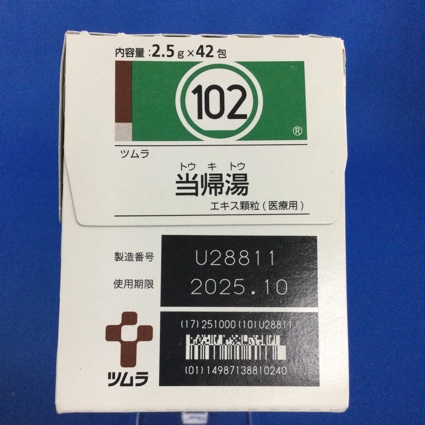 内容量:2.5g×42包
102
®
ツムラ
トウ キ トウ
当帰湯
エキス顆粒(医療用)
製造番号 U28811
使用期限 2025.10
(17)251000(10)U28811
(01)14987138810240
ツムラ